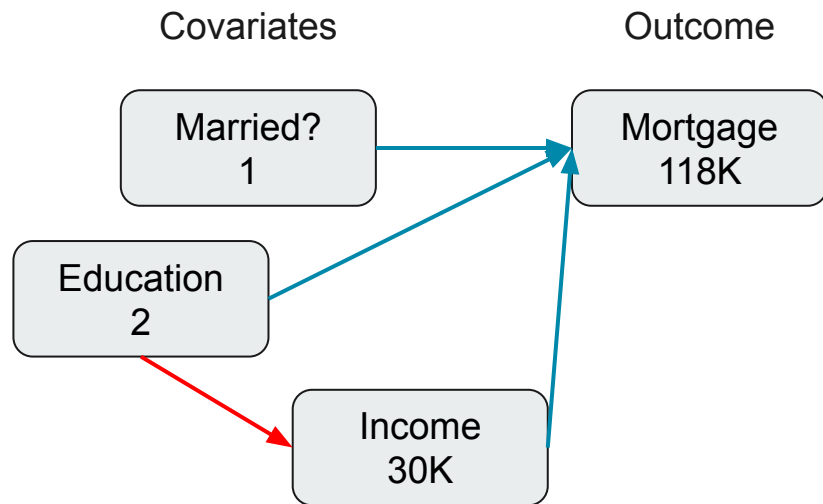 Covariates
Outcome
Married?
1
Mortgage
118K
Education
2
Income
30K